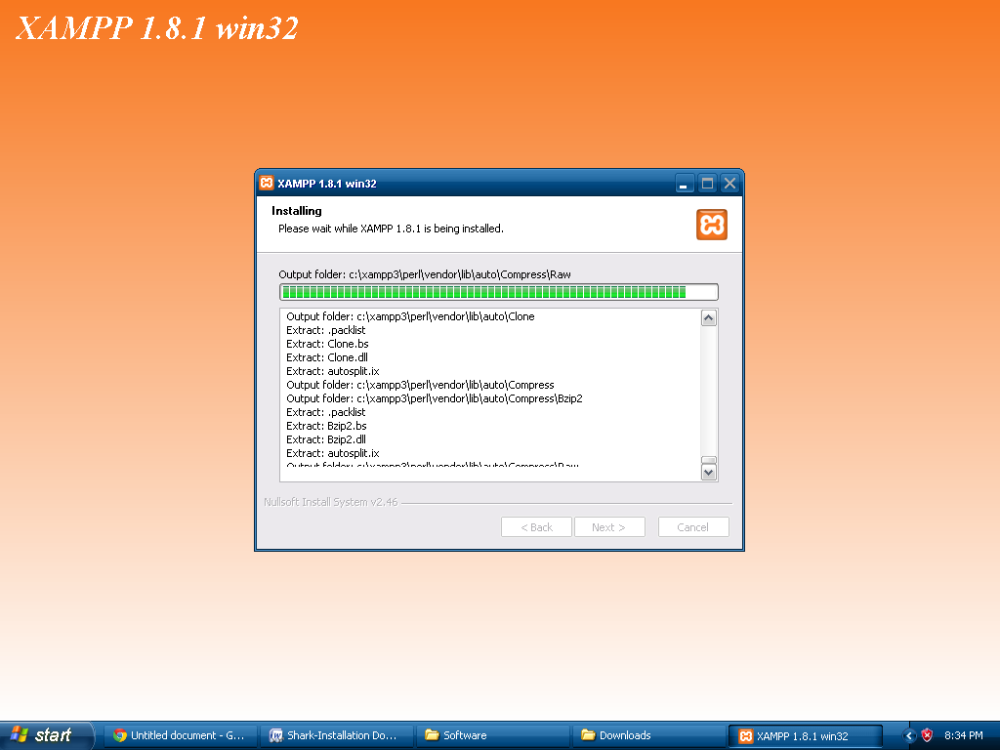 XAMPP 1.8.1 win32
XAMPP 1.8.1 win32
Installing
Please wait while XAMPP 1.8.1 is being installed.
Output folder: c:\xampp3\perl\vendor\lib\auto\Compress\Raw
Output folder: c:\xampp3\perl\vendor\lib\auto\Clone
Extract: .packlist
Extract: Clone.bs
Extract: Clone.dll
Extract: autosplit.ix
Output folder: c:\xampp3\perl\vendor\lib\auto\Compress
Output folder: c:\xampp3\perl\vendor\lib\auto\Compress\Bzip2
Extract: .packlist
Extract: Bzip2.bs
Extract: Bzip2.dll
Extract: autosplit.ix
Output folder: c:\xampp3\perl\vendor\lib\auto\Compress\Raw
Nullsoft Install System v2.46
< Back Next > Cancel
start Untitled document - G... Shark-Installation Do... Software Downloads XAMPP 1.8.1 win32 8:34 PM